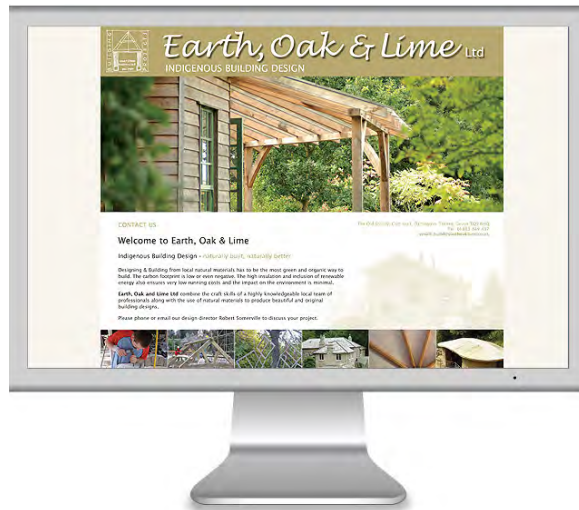 BUILDING
PROJECTS
Earth, Oak & Lime Ltd
INDIGENOUS BUILDING DESIGN
CONTACT US
Welcome to Earth, Oak & Lime
Indigenous Building Design - naturally built, naturally better
Designing & Building from local natural materials has to be the most green and organic way to
build. The carbon footprint is low or even negative. The high insulation and inclusion of renewable
energy also ensures very low running costs and the impact on the environment is minimal.
Earth, Oak and Lime Ltd combine the craft skills of a highly knowledgeable local team of
professionals along with the use of natural materials to produce beautiful and original
building designs.
Please phone or email our design director Robert Somerville to discuss your project.